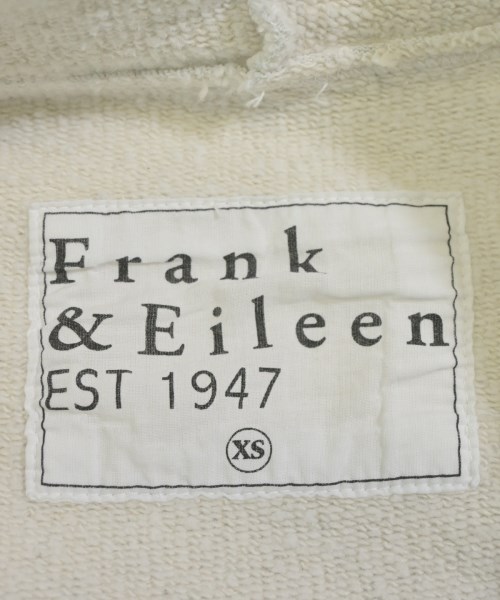 Frank
& Eileen
EST 1947
XS